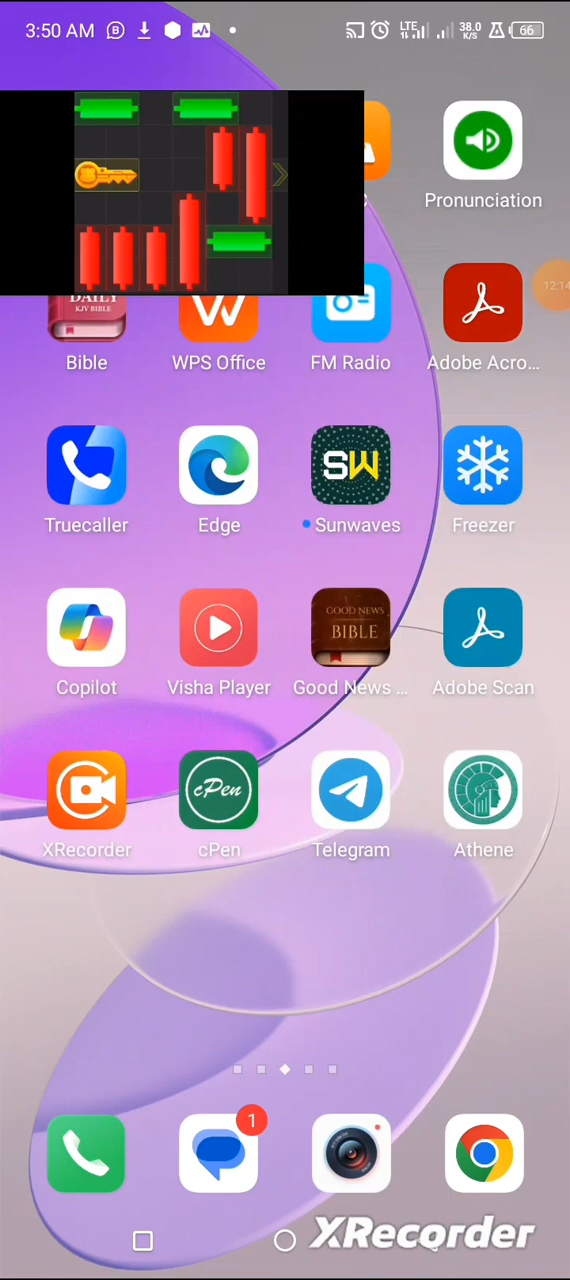 3:50 AM
LTE
38.0
K/S
66
Pronunciation
12:14
DAILY
KJV BIBLE
Bible
WPS Office
FM Radio
Adobe Acro...
SW
Truecaller
Edge
Sunwaves
Freezer
GOOD NEWS
BIBLE
Copilot
Visha Player
Good News ...
Adobe Scan
cPen
XRecorder
cPen
Telegram
Athene
1
XRecorder